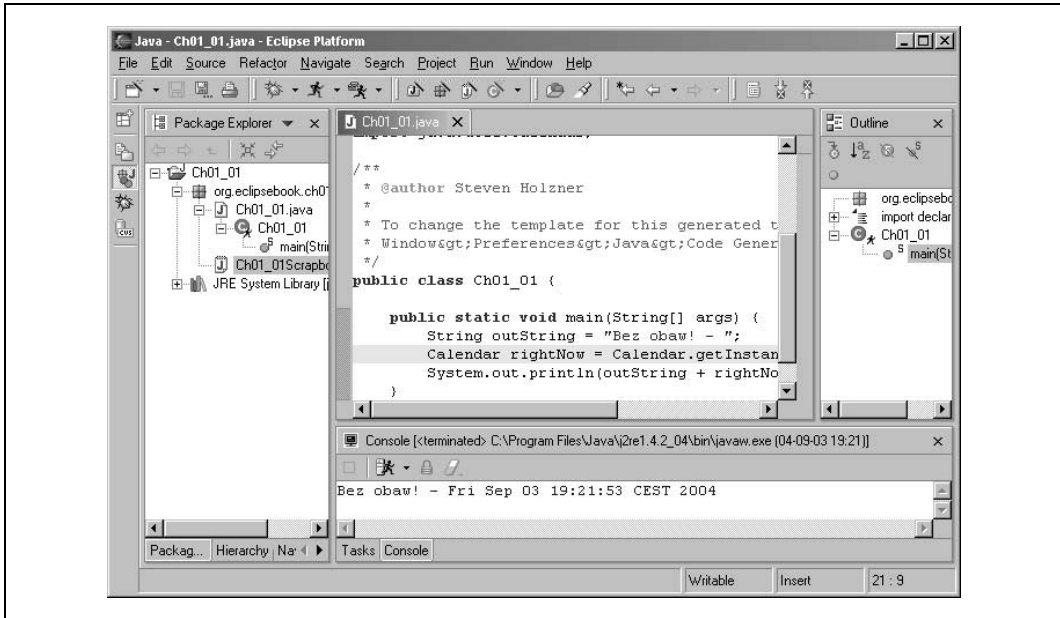 Java - Ch01_01.java - Eclipse Platform
File Edit Source Refactor Navigate Search Project Run Window Help
Package Explorer
Ch01_01
org.eclipsebook.ch0
Ch01_01.java
Ch01_01
main(Stri
Ch01_01Scrapbo
JRE System Library [j
Packag... Hierarchy Na
Ch01_01.java
/**
* @author Steven Holzner
*
* To change the template for this generated t
* Window&gt;Preferences&gt;Java&gt;Code Gener
*/
public class Ch01_01 {
public static void main(String[] args) {
String outString = "Bez obaw! - ";
Calendar rightNow = Calendar.getInstan
System.out.println(outString + rightNo
}
Outline
org.eclipsebo
import declar
Ch01_01
main(St
Console [<terminated> C:\Program Files\Java\j2re1.4.2_04\bin\javaw.exe (04-09-03 19:21)]
Bez obaw! - Fri Sep 03 19:21:53 CEST 2004
Tasks Console
Writable Insert 21 : 9